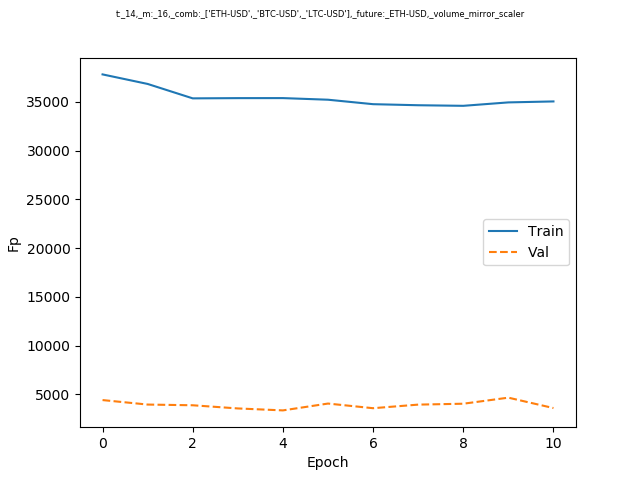 t:_14,_m:_16,_comb:_['ETH-USD',_'BTC-USD',_'LTC-USD'],_future:_ETH-USD,_volume_mirror_scaler
35000
30000
25000
20000
15000
10000
5000
Fp
Train
Val
0 2 4 6 8 10
Epoch